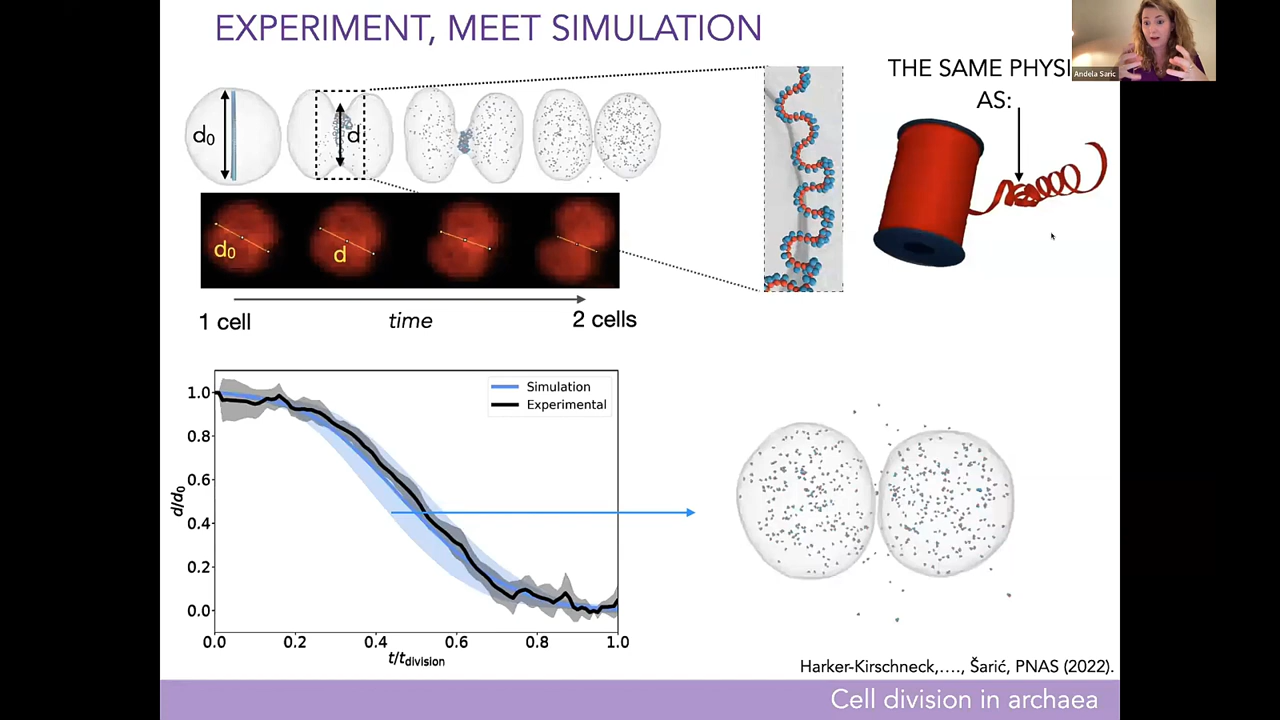 EXPERIMENT, MEET SIMULATION
Andela Saric
THE SAME PHYSI
AS:
d₀
d
d₀
d
1 cell
time
2 cells
Simulation
Experimental
1.0
0.8
0.6
0.4
0.2
0.0
d/d₀
0.0 0.2 0.4 0.6 0.8 1.0
t/t_division
Harker-Kirschneck,…., Šarić, PNAS (2022).
Cell division in archaea